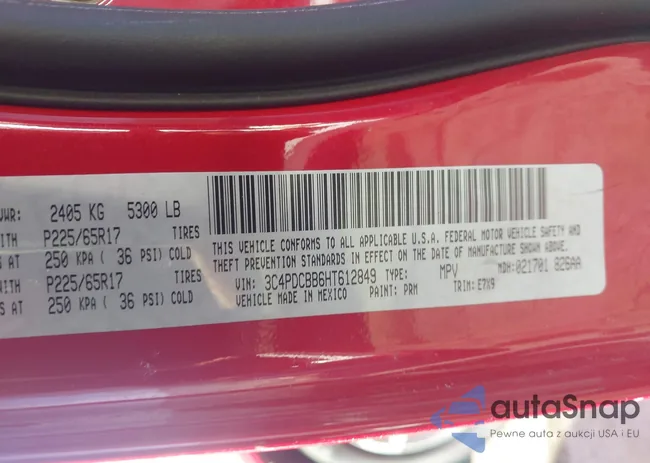 VWR: 2405 KG 5300 LB
ITH P225/65R17 TIRES
S AT 250 KPA ( 36 PSI) COLD
WITH P225/65R17 TIRES
S AT 250 KPA ( 36 PSI) COLD
THIS VEHICLE CONFORMS TO ALL APPLICABLE U.S.A. FEDERAL MOTOR VEHICLE SAFETY AND
THEFT PREVENTION STANDARDS IN EFFECT ON THE DATE OF MANUFACTURE SHOWN ABOVE.
VIN: 3C4PDCBB6HT612849 TYPE: MPV MDH:021701 826AA
VEHICLE MADE IN MEXICO PAINT: PRM TRIM: E7X9
autaSnap
Pewne auta z aukcji USA i EU